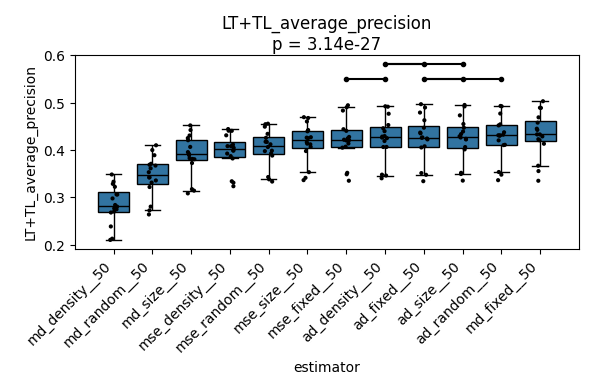 LT+TL_average_precision
p = 3.14e-27
LT+TL_average_precision
0.6
0.5
0.4
0.3
0.2
md_density__50
md_random__50
md_size__50
mse_density__50
mse_random__50
mse_size__50
mse_fixed__50
ad_density__50
ad_fixed__50
ad_size__50
ad_random__50
md_fixed__50
estimator